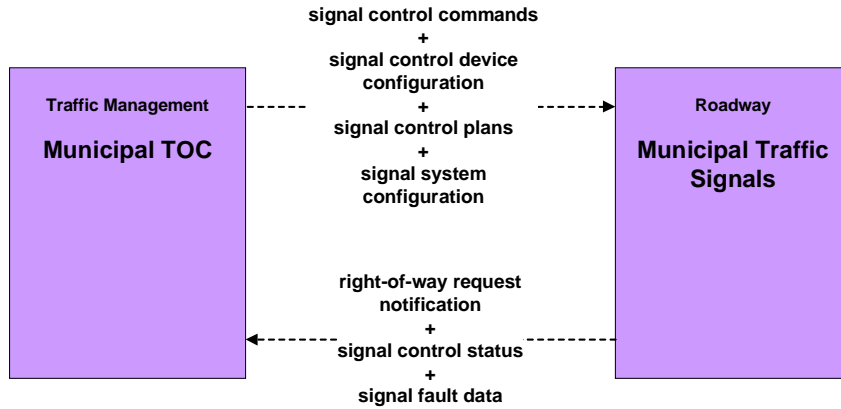 signal control commands
+
signal control device
configuration
+
signal control plans
+
signal system
configuration
Traffic Management
Municipal TOC
Roadway
Municipal Traffic
Signals
right-of-way request
notification
+
signal control status
+
signal fault data